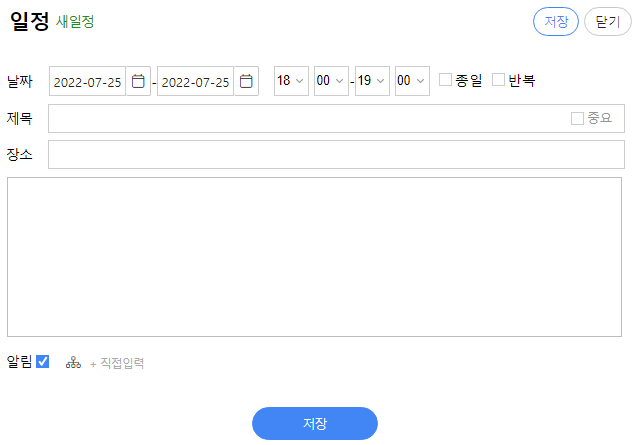 일정 새일정 저장 닫기
날짜 2022-07-25 - 2022-07-25 18 00 - 19 00 종일 반복
제목 중요
장소
알림 + 직접입력
저장